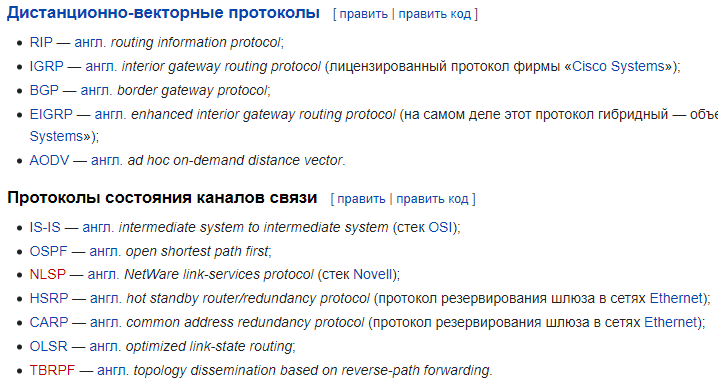 Дистанционно-векторные протоколы [ править | править код ]
RIP — англ. routing information protocol;
IGRP — англ. interior gateway routing protocol (лицензированный протокол фирмы «Cisco Systems»);
BGP — англ. border gateway protocol;
EIGRP — англ. enhanced interior gateway routing protocol (на самом деле этот протокол гибридный —
Systems»);
AODV — англ. ad hoc on-demand distance vector.
Протоколы состояния каналов связи [ править | править код ]
IS-IS — англ. intermediate system to intermediate system (стек OSI);
OSPF — англ. open shortest path first;
NLSP — англ. NetWare link-services protocol (стек Novell);
HSRP — англ. hot standby router/redundancy protocol (протокол резервирования шлюза в сетях Ethernet);
CARP — англ. common address redundancy protocol (протокол резервирования шлюза в сетях Ethernet);
OLSR — англ. optimized link-state routing;
TBRPF — англ. topology dissemination based on reverse-path forwarding.